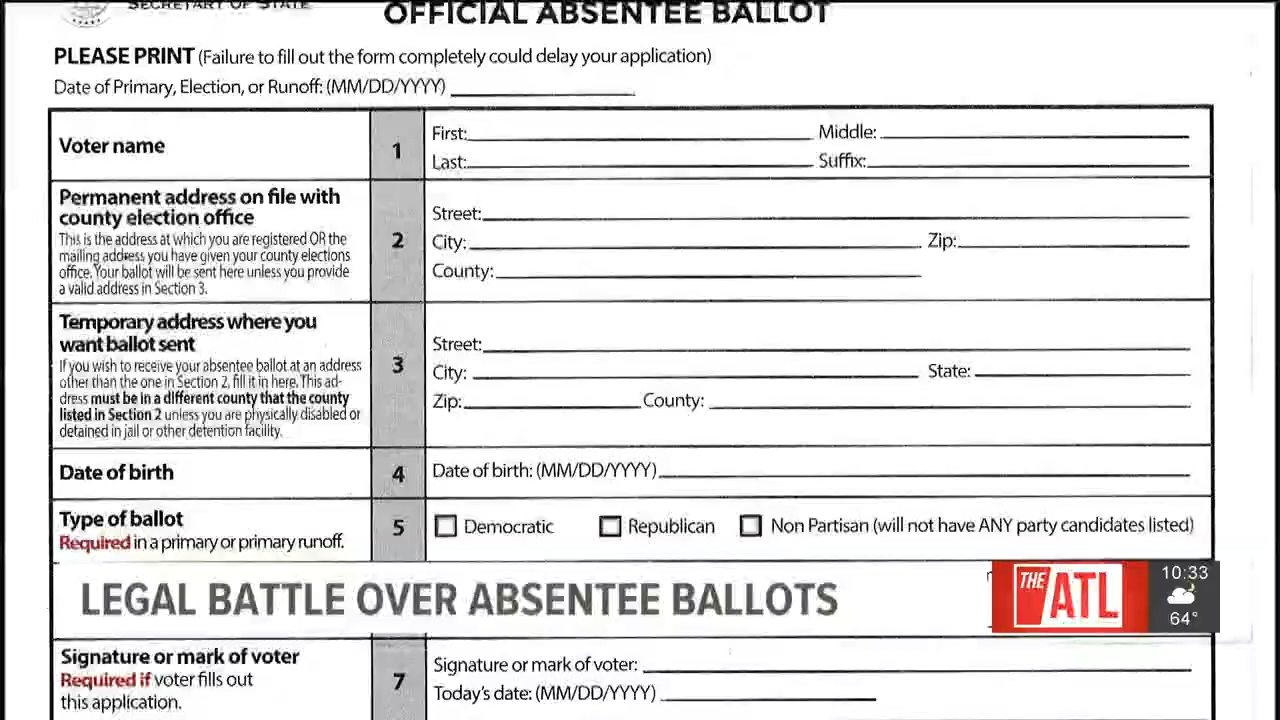 SECRETARY OF STATE
OFFICIAL ABSENTEE BALLOT
PLEASE PRINT (Failure to fill out the form completely could delay your application)
Date of Primary, Election, or Runoff: (MM/DD/YYYY)
Voter name
1
First: Middle:
Last: Suffix:
Permanent address on file with
county election office
This is the address at which you are registered OR the
mailing address you have given your county elections
office. Your ballot will be sent here unless you provide
a valid address in Section 3.
2
Street:
City: Zip:
County:
Temporary address where you
want ballot sent
If you wish to receive your absentee ballot at an address
other than the one in Section 2, fill it in here. This ad-
dress must be in a different county that the county
listed in Section 2 unless you are physically disabled or
detained in jail or other detention facility.
3
Street:
City: State:
Zip: County:
Date of birth
4
Date of birth: (MM/DD/YYYY)
Type of ballot
Required in a primary or primary runoff.
5
Democratic Republican Non Partisan (will not have ANY party candidates listed)
LEGAL BATTLE OVER ABSENTEE BALLOTS
THE ATL
10:33
64°
Signature or mark of voter
Required if voter fills out
this application.
7
Signature or mark of voter:
Today's date: (MM/DD/YYYY)